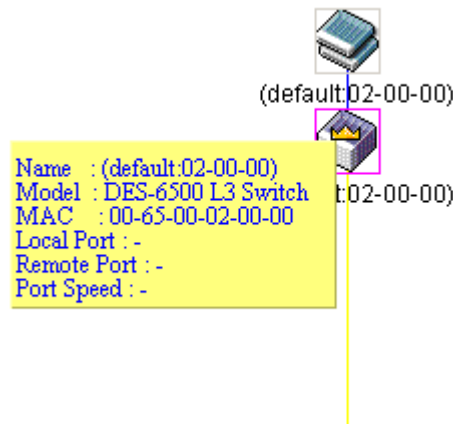 (default:02-00-00)
Name : (default:02-00-00)
Model : DES-6500 L3 Switch
t:02-00-00)
MAC : 00-65-00-02-00-00
Local Port : -
Remote Port : -
Port Speed : -